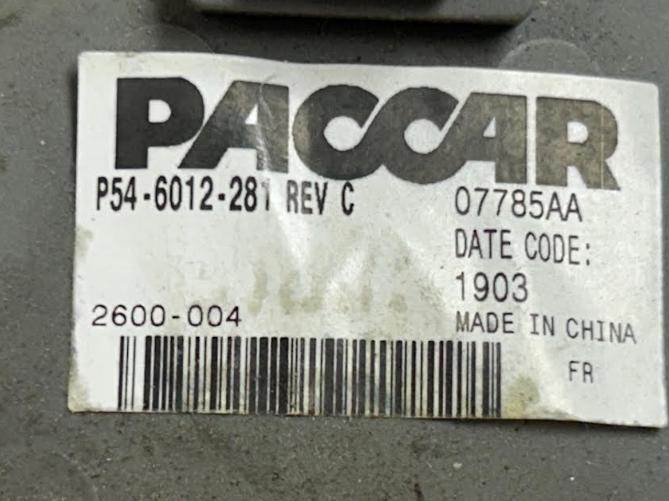 PACCAR
P54-6012-281 REV C
07785AA
DATE CODE:
1903
2600-004
MADE IN CHINA
FR